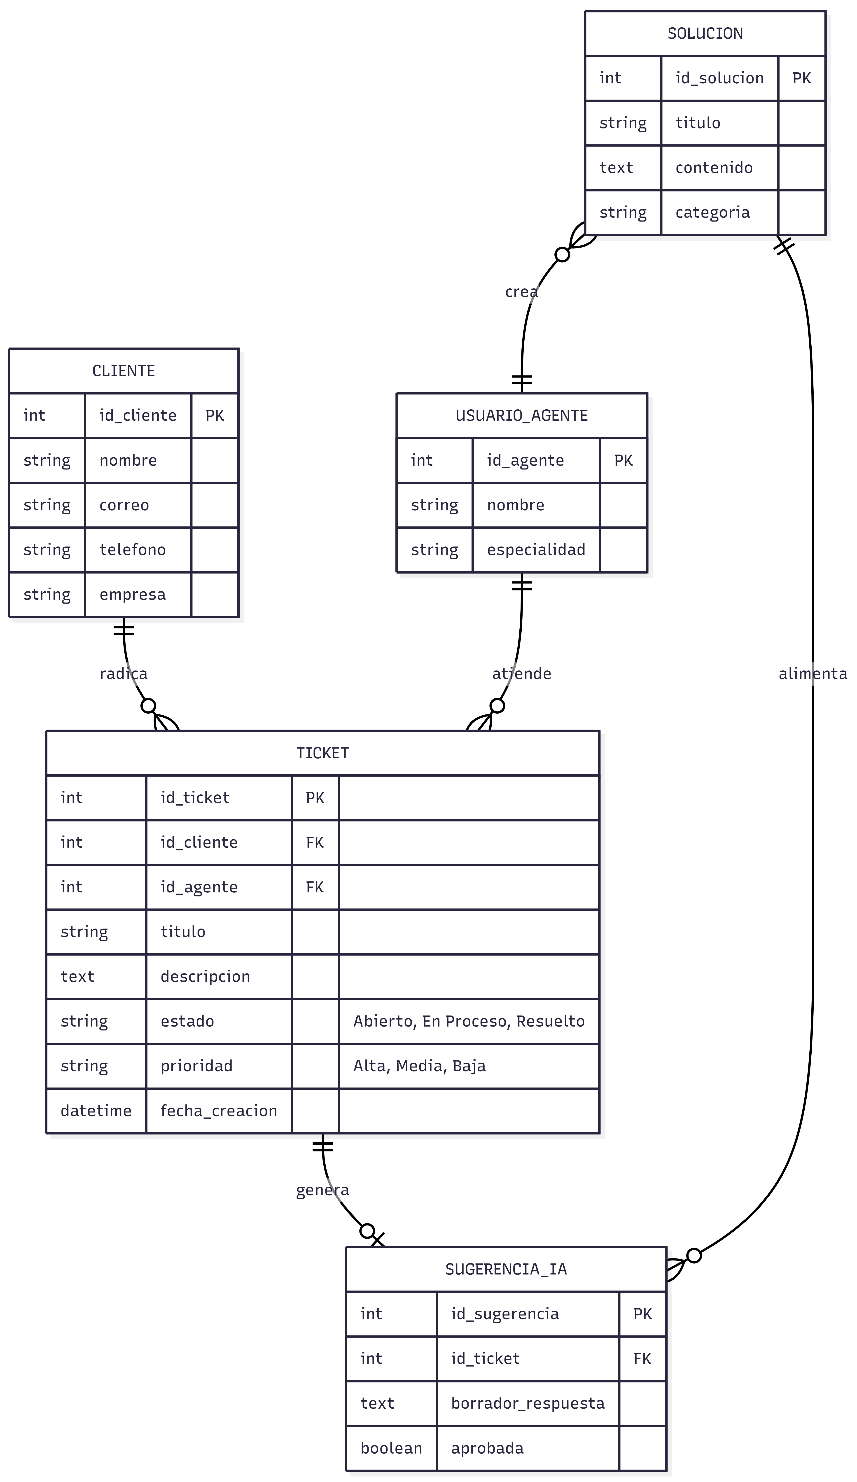 SOLUCION
int id_solucion PK
string titulo
text contenido
string categoria
crea
CLIENTE
int id_cliente PK
string nombre
string correo
string telefono
string empresa
USUARIO_AGENTE
int id_agente PK
string nombre
string especialidad
radica
atiende
alimenta
TICKET
int id_ticket PK
int id_cliente FK
int id_agente FK
string titulo
text descripcion
string estado Abierto, En Proceso, Resuelto
string prioridad Alta, Media, Baja
datetime fecha_creacion
genera
SUGERENCIA_IA
int id_sugerencia PK
int id_ticket FK
text borrador_respuesta
boolean aprobada